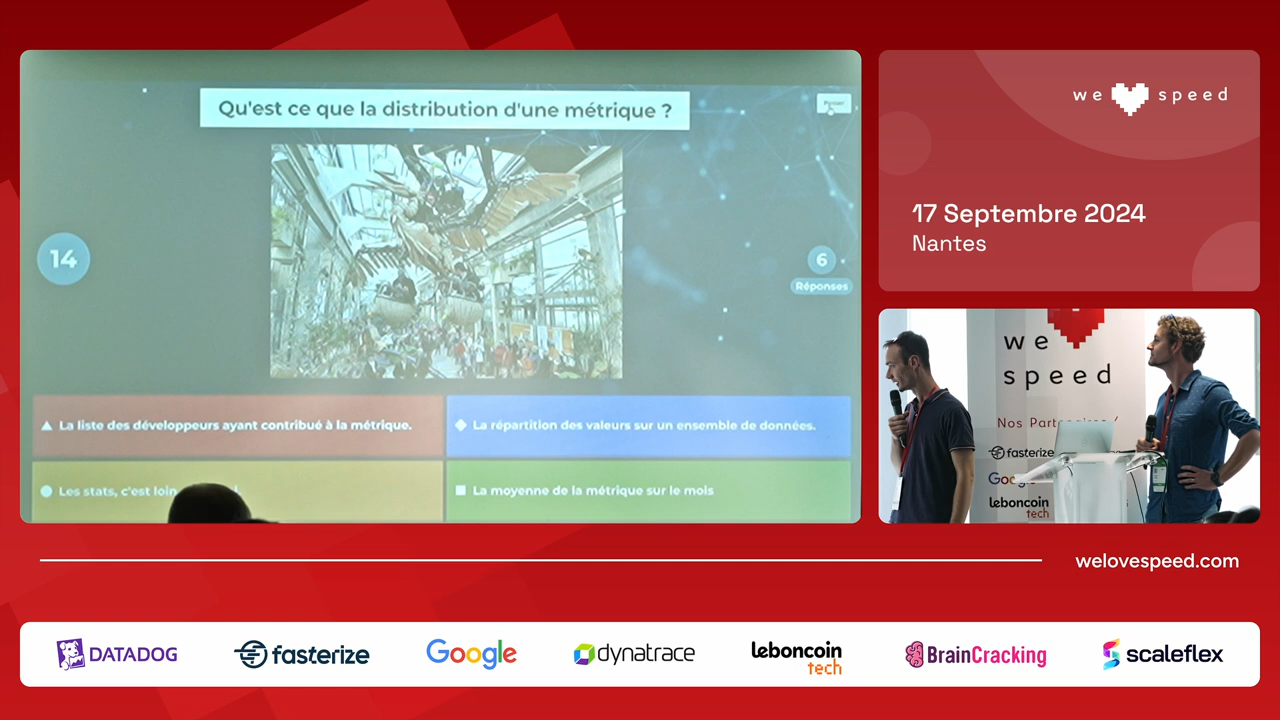 Qu'est ce que la distribution d'une métrique ?
14
6
Réponses
La liste des développeurs ayant contribué à la métrique.
La répartition des valeurs sur un ensemble de données.
Les stats, c'est loin
La moyenne de la métrique sur le mois
we speed
17 Septembre 2024
Nantes
we
speed
Nos
fasterize
Goog
leboncoin
tech
welovespeed.com
DATADOG
fasterize
Google
dynatrace
leboncoin
tech
BrainCracking
scaleflex